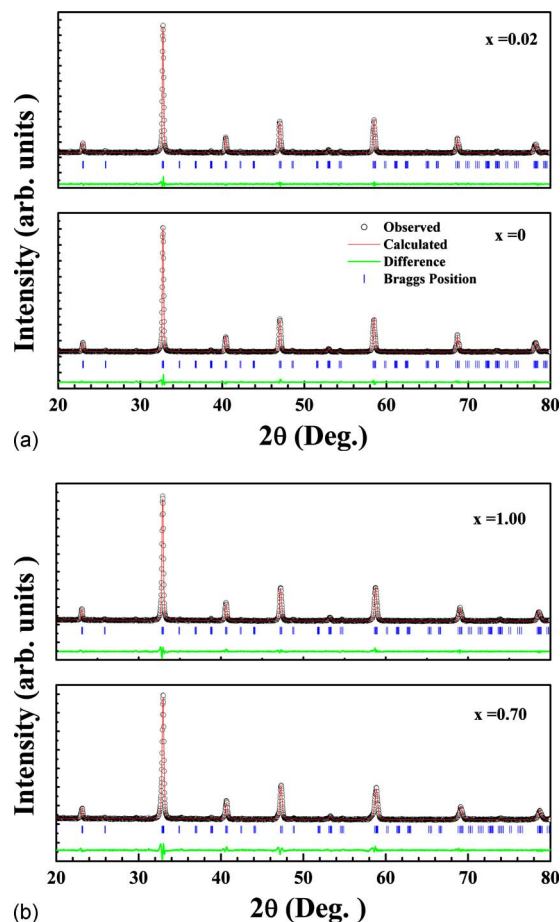 x =0.02
x =0
Observed
Calculated
Difference
Braggs Position
Intensity (arb. units )
20 30 40 50 60 70 80
(a)
2θ (Deg.)
x =1.00
x =0.70
Intensity (arb. units )
20 30 40 50 60 70 80
(b)
2θ (Deg. )